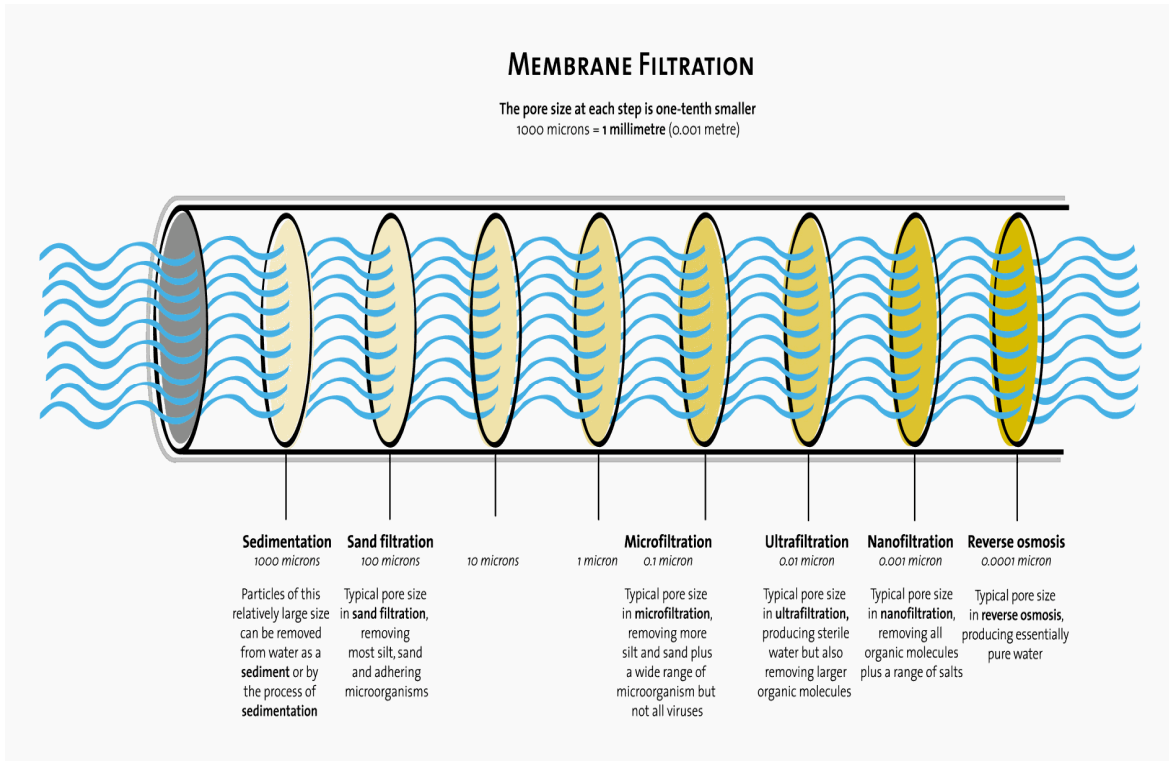 MEMBRANE FILTRATION
The pore size at each step is one-tenth smaller
1000 microns = 1 millimetre (0.001 metre)
Sedimentation
1000 microns
Particles of this
relatively large size
can be removed
from water as a
sediment or by
the process of
sedimentation
Sand filtration
100 microns
Typical pore size
in sand filtration,
removing
most silt, sand
and adhering
microorganisms
10 microns
1 micron
Microfiltration
0.1 micron
Typical pore size
in microfiltration,
removing more
silt and sand plus
a wide range of
microorganism but
not all viruses
Ultrafiltration
0.01 micron
Typical pore size
in ultrafiltration,
producing sterile
water but also
removing larger
organic molecules
Nanofiltration
0.001 micron
Typical pore size
in nanofiltration,
removing all
organic molecules
plus a range of salts
Reverse osmosis
0.0001 micron
Typical pore size
in reverse osmosis,
producing essentially
pure water